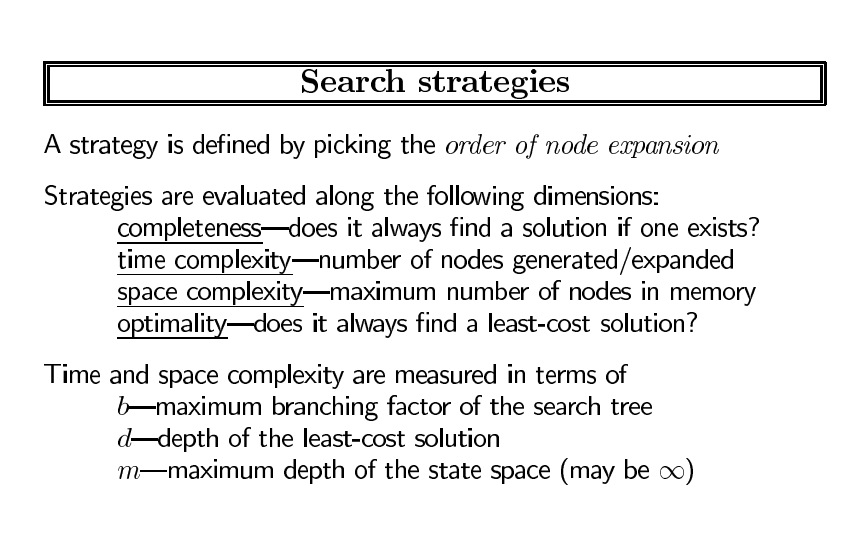 Search strategies
A strategy is defined by picking the order of node expansion
Strategies are evaluated along the following dimensions:
completeness—does it always find a solution if one exists?
time complexity—number of nodes generated/expanded
space complexity—maximum number of nodes in memory
optimality—does it always find a least-cost solution?
Time and space complexity are measured in terms of
b—maximum branching factor of the search tree
d—depth of the least-cost solution
m—maximum depth of the state space (may be ∞)